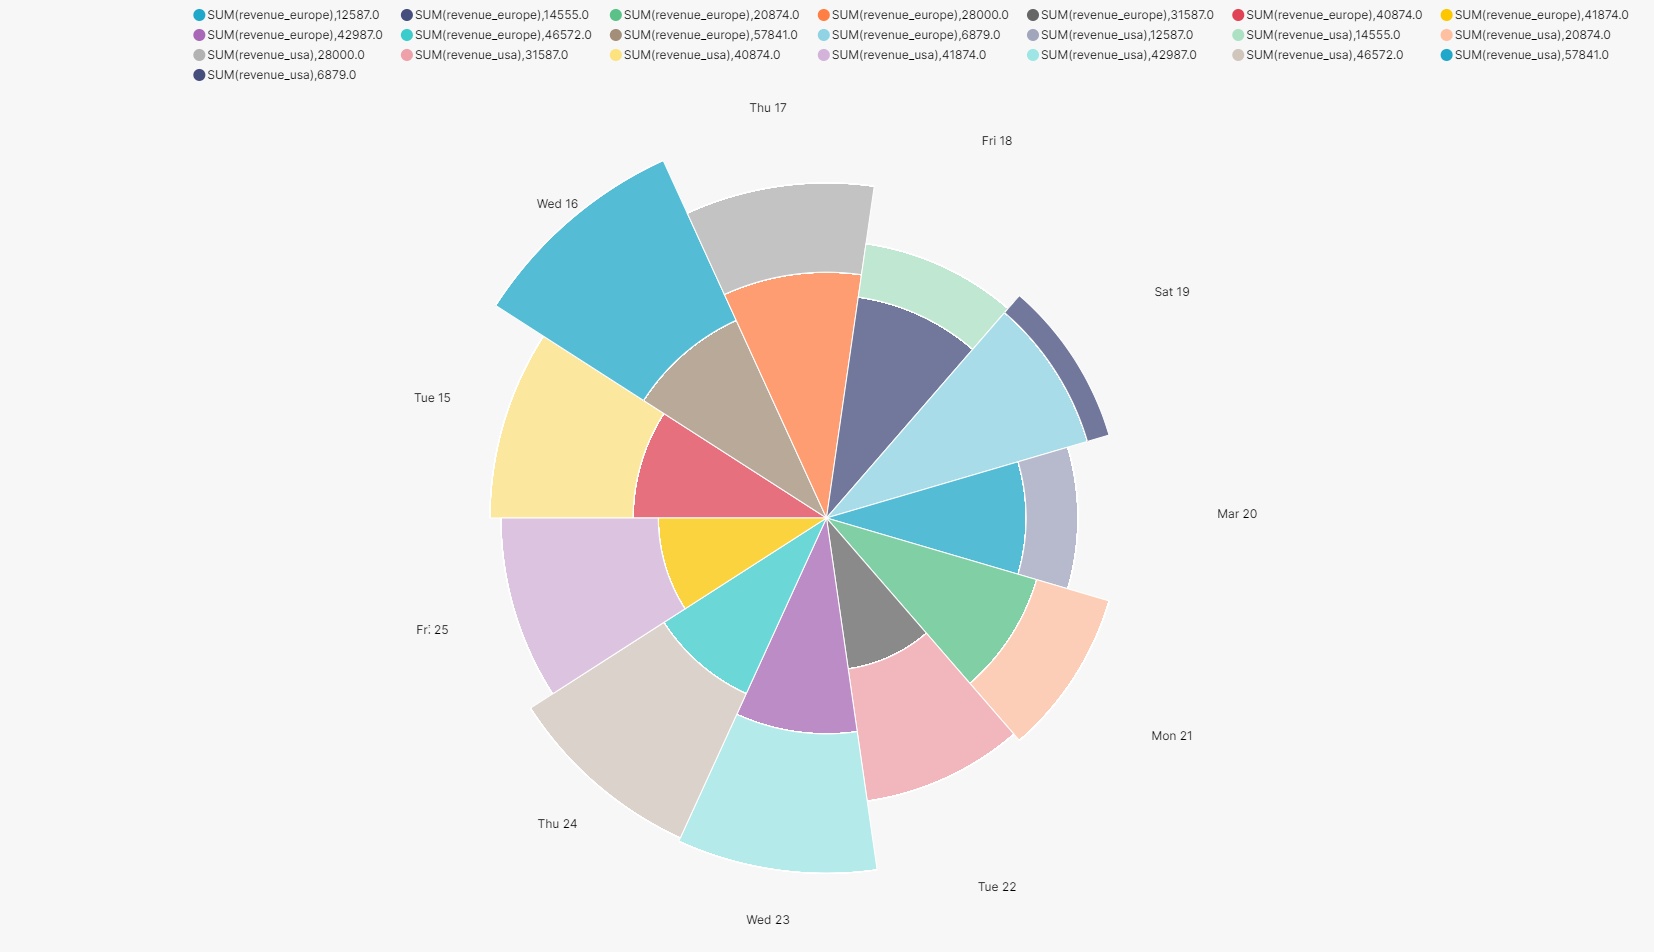 SUM(revenue_europe),12587.0 SUM(revenue_europe),14555.0 SUM(revenue_europe),20874.0 SUM(revenue_europe),28000.0 SUM(revenue_europe),31587.0 SUM(revenue_europe),40874.0 SUM(revenue_europe),41874.0
SUM(revenue_europe),42987.0 SUM(revenue_europe),46572.0 SUM(revenue_europe),57841.0 SUM(revenue_europe),6879.0 SUM(revenue_usa),12587.0 SUM(revenue_usa),14555.0 SUM(revenue_usa),20874.0
SUM(revenue_usa),28000.0 SUM(revenue_usa),31587.0 SUM(revenue_usa),40874.0 SUM(revenue_usa),41874.0 SUM(revenue_usa),42987.0 SUM(revenue_usa),46572.0 SUM(revenue_usa),57841.0
SUM(revenue_usa),6879.0
Thu 17
Fri 18
Wed 16
Sat 19
Tue 15
Mar 20
Fri 25
Mon 21
Thu 24
Tue 22
Wed 23